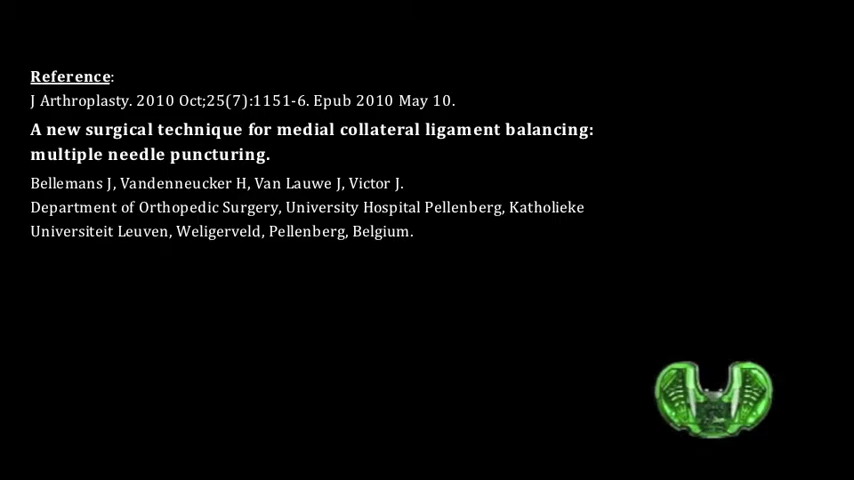 Reference:
J Arthroplasty. 2010 Oct;25(7):1151-6. Epub 2010 May 10.
A new surgical technique for medial collateral ligament balancing:
multiple needle puncturing.
Bellemans J, Vandenneucker H, Van Lauwe J, Victor J.
Department of Orthopedic Surgery, University Hospital Pellenberg, Katholieke
Universiteit Leuven, Weligerveld, Pellenberg, Belgium.